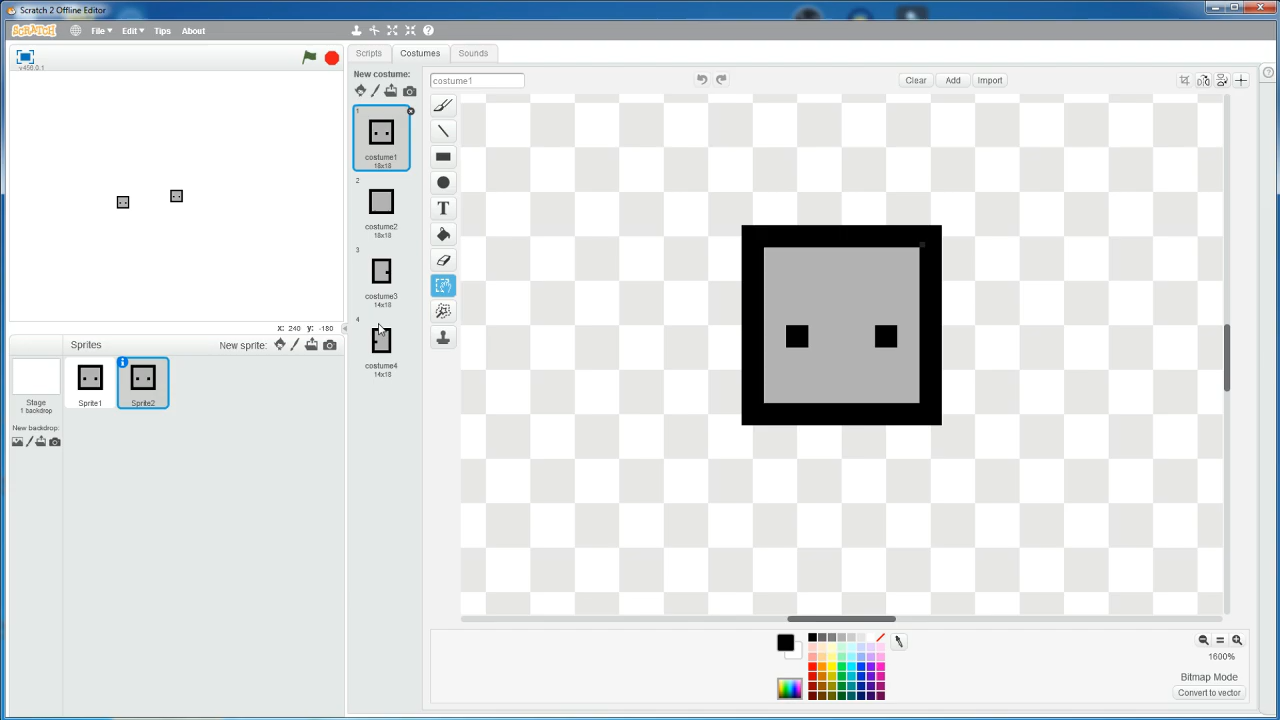 Scratch 2 Offline Editor
SCRATCH File Edit Tips About
v458.0.1
Scripts Costumes Sounds
New costume:
costume1
Clear Add Import
1
costume1
18x18
2
costume2
18x18
3
costume3
14x18
4
costume4
14x18
T
X: 240 y: -180
Sprites New sprite:
Stage
1 backdrop
New backdrop:
Sprite1
Sprite2
1600%
Bitmap Mode
Convert to vector